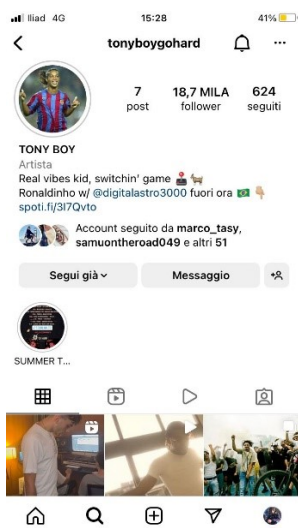 Iliad 4G 15:28 41%
tonyboygohard
7 18,7 MILA 624
post follower seguiti
TONY BOY
Artista
Real vibes kid, switchin' game 🕹️🐐
Ronaldinho w/ @digitalastro3000 fuori ora 🇧🇷 👇🏼
spoti.fi/3I7Qvto
Account seguito da marco_tasy,
samuontheroad049 e altri 51
Segui già Messaggio
SUMMER T...